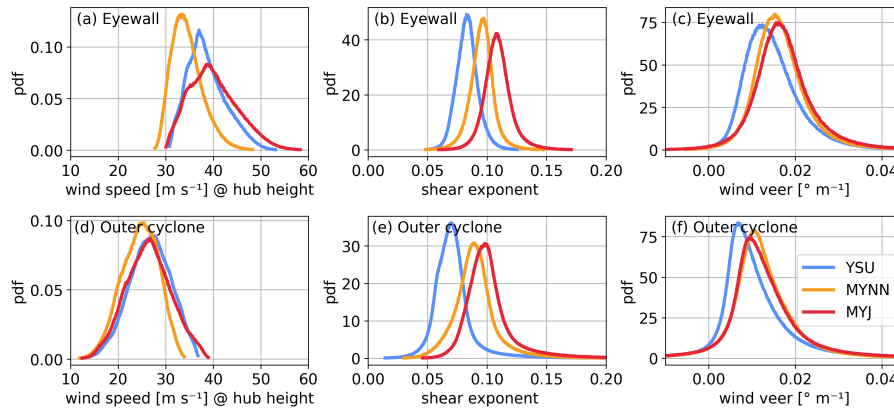 (a) Eyewall
0.10
0.05
0.00
pdf
10 20 30 40 50 60
wind speed [m s⁻¹] @ hub height
(b) Eyewall
40
20
0
pdf
0.00 0.05 0.10 0.15 0.20
shear exponent
(c) Eyewall
75
50
25
0
pdf
0.00 0.02 0.04
wind veer [° m⁻¹]
(d) Outer cyclone
0.10
0.05
0.00
pdf
10 20 30 40 50 60
wind speed [m s⁻¹] @ hub height
(e) Outer cyclone
30
20
10
0
pdf
0.00 0.05 0.10 0.15 0.20
shear exponent
(f) Outer cyclone
75
50
25
0
pdf
YSU
MYNN
MYJ
0.00 0.02 0.04
wind veer [° m⁻¹]